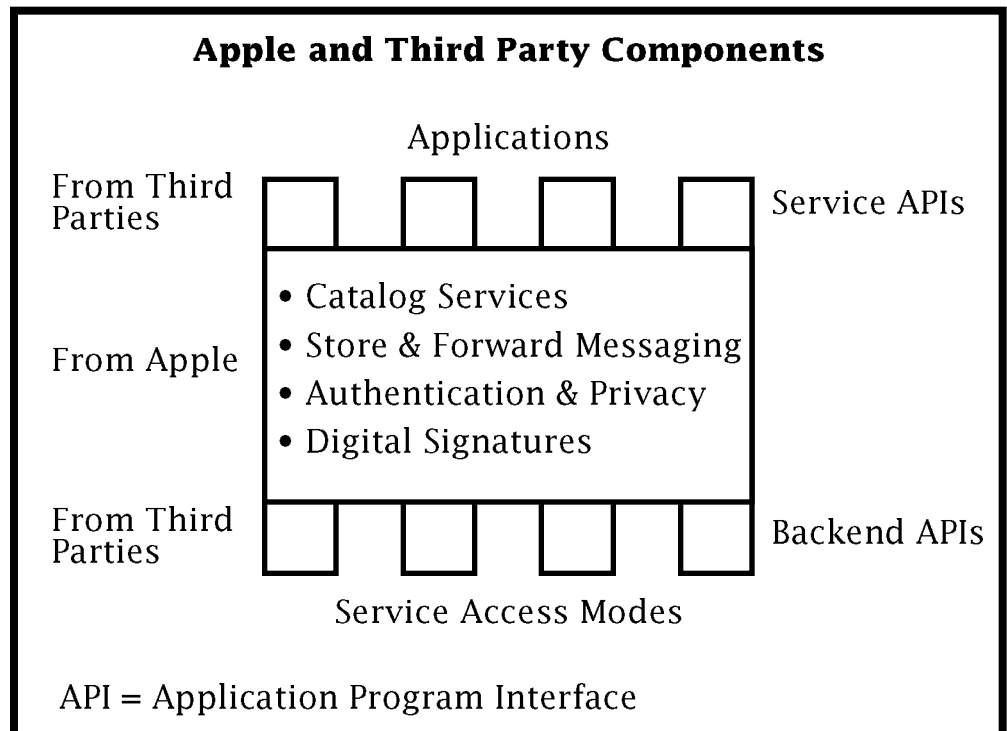 Apple and Third Party Components
Applications
From Third
Parties
Service APIs
• Catalog Services
• Store & Forward Messaging
From Apple
• Authentication & Privacy
• Digital Signatures
From Third
Parties
Backend APIs
Service Access Modes
API = Application Program Interface